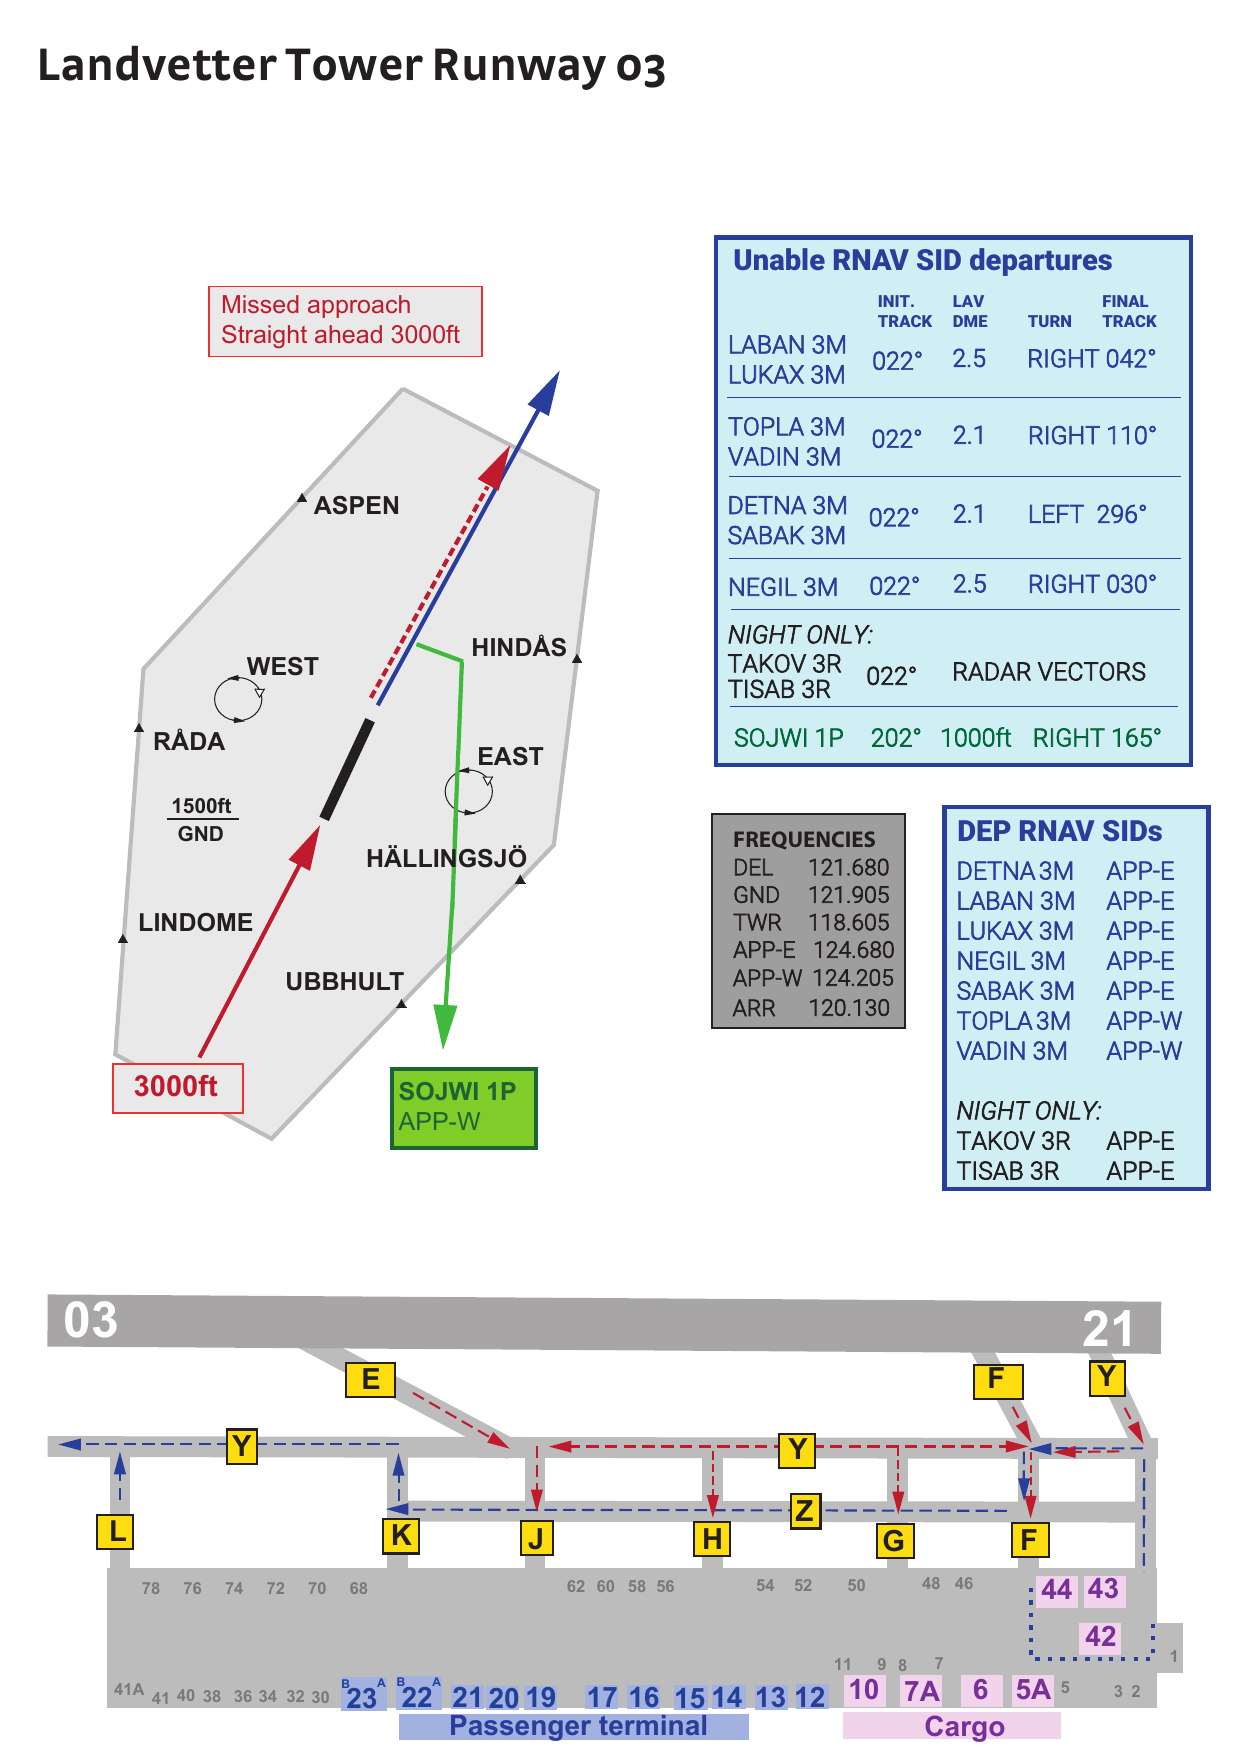 Landvetter Tower Runway 03
Missed approach
Straight ahead 3000ft
ASPEN
WEST
HINDÅS
RÅDA
EAST
1500ft
GND
HÄLLINGSJÖ
LINDOME
UBBHULT
3000ft
SOJWI 1P
APP-W
Unable RNAV SID departures
INIT. TRACK LAV DME TURN FINAL TRACK
LABAN 3M
LUKAX 3M 022° 2.5 RIGHT 042°
TOPLA 3M
VADIN 3M 022° 2.1 RIGHT 110°
DETNA 3M
SABAK 3M 022° 2.1 LEFT 296°
NEGIL 3M 022° 2.5 RIGHT 030°
NIGHT ONLY:
TAKOV 3R
TISAB 3R 022° RADAR VECTORS
SOJWI 1P 202° 1000ft RIGHT 165°
FREQUENCIES
DEL 121.680
GND 121.905
TWR 118.605
APP-E 124.680
APP-W 124.205
ARR 120.130
DEP RNAV SIDs
DETNA 3M APP-E
LABAN 3M APP-E
LUKAX 3M APP-E
NEGIL 3M APP-E
SABAK 3M APP-E
TOPLA 3M APP-W
VADIN 3M APP-W
NIGHT ONLY:
TAKOV 3R APP-E
TISAB 3R APP-E
03 21
E F Y
Y Y
Z
L K J H G F
78 76 74 72 70 68 62 60 58 56 54 52 50 48 46 44 43
42
11 9 8 7 1
41A 41 40 38 36 34 32 30 B 23 A B 22 A 21 20 19 17 16 15 14 13 12 10 7A 6 5A 5 3 2
Passenger terminal Cargo